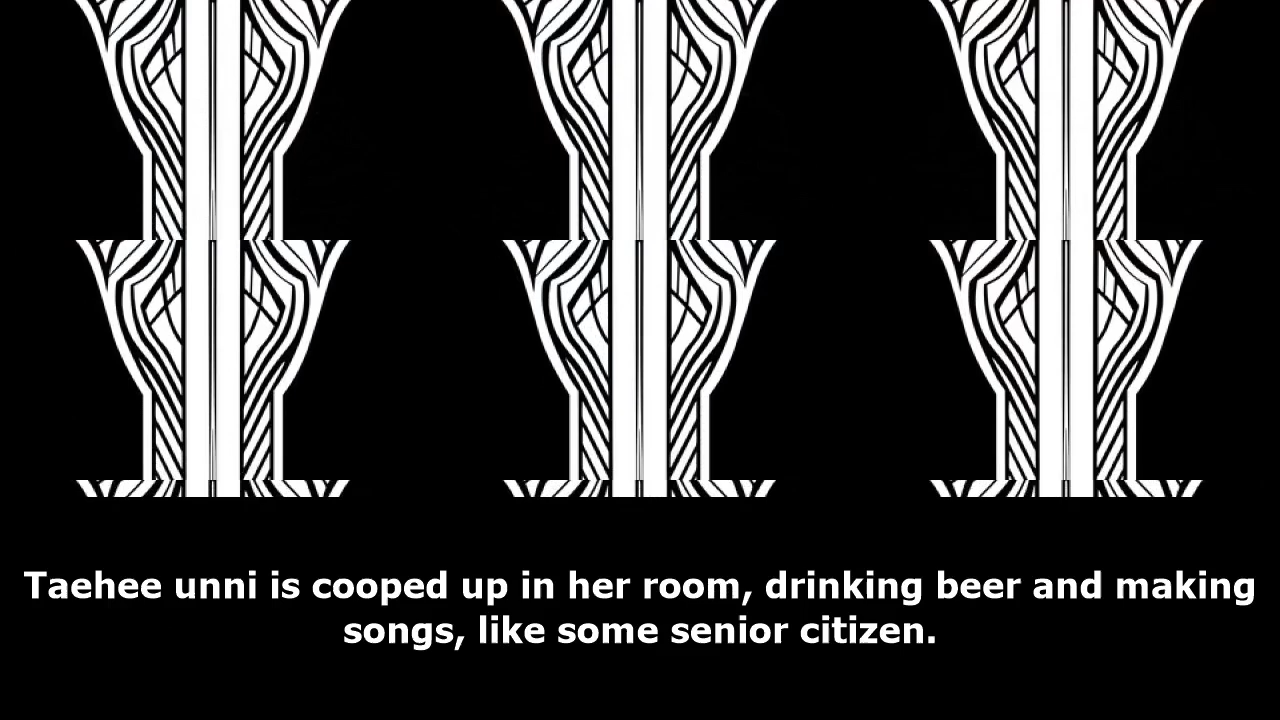 Taehee unni is cooped up in her room, drinking beer and making
songs, like some senior citizen.